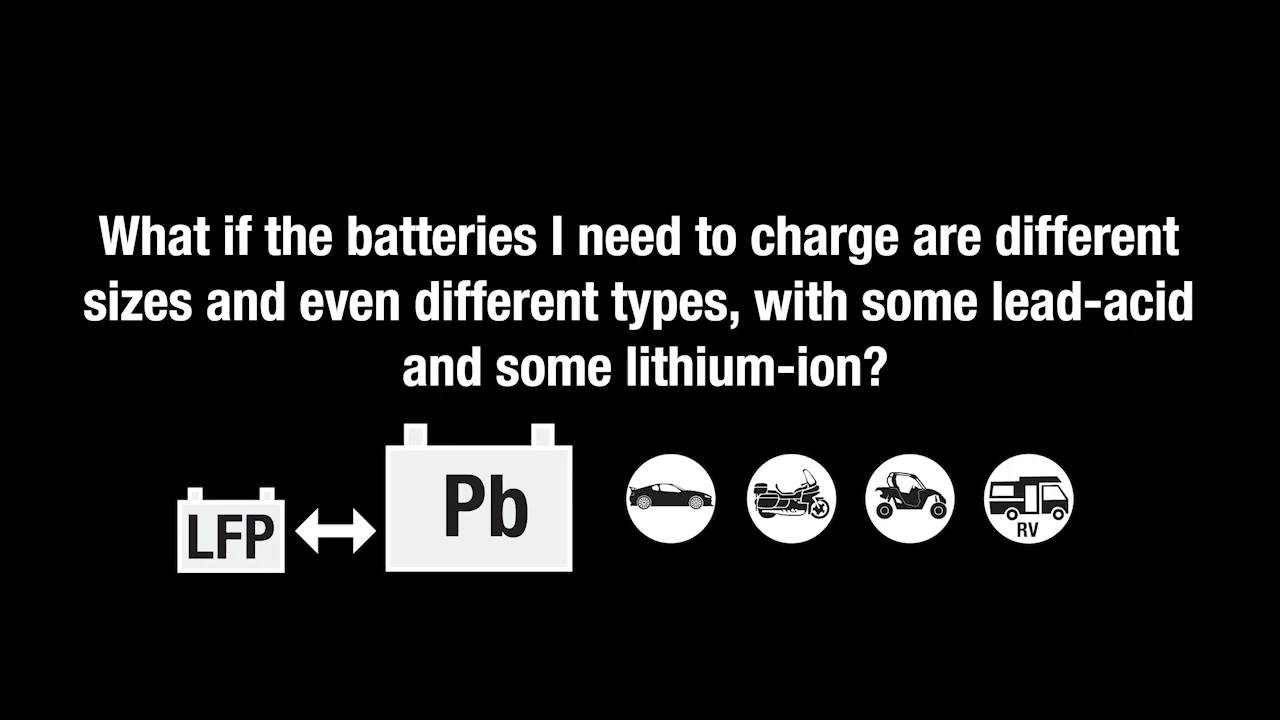 What if the batteries I need to charge are different
sizes and even different types, with some lead-acid
and some lithium-ion?
LFP
Pb
RV